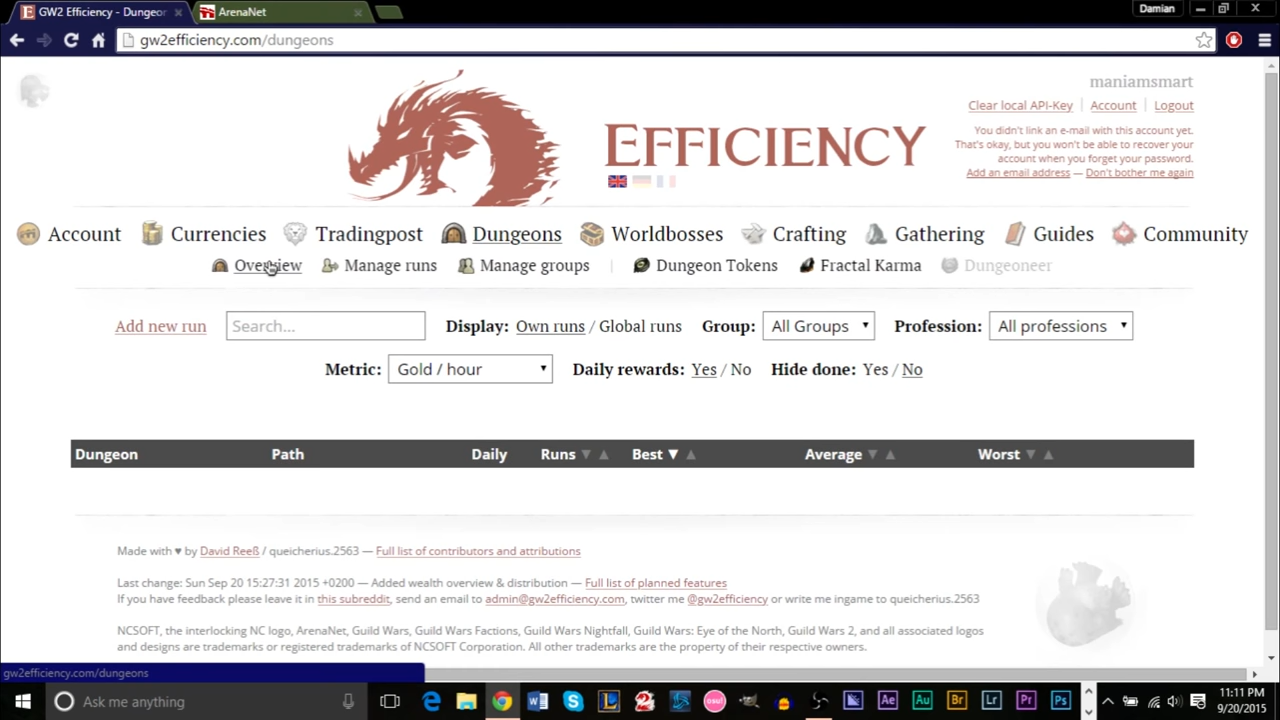 GW2 Efficiency - Dungeor
ArenaNet
Damian
gw2efficiency.com/dungeons
maniamsmart
Clear local API-Key Account Logout
EFFICIENCY
You didn't link an e-mail with this account yet.
That's okay, but you won't be able to recover your
account when you forget your password.
Add an email address — Don't bother me again
Account Currencies Tradingpost Dungeons Worldbosses Crafting Gathering Guides Community
Overview Manage runs Manage groups Dungeon Tokens Fractal Karma Dungeoneer
Add new run Search... Display: Own runs / Global runs Group: All Groups Profession: All professions
Metric: Gold / hour Daily rewards: Yes / No Hide done: Yes / No
Dungeon Path Daily Runs Best Average Worst
Made with ♥ by David Reeß / queicherius.2563 — Full list of contributors and attributions
Last change: Sun Sep 20 15:27:31 2015 +0200 — Added wealth overview & distribution — Full list of planned features
If you have feedback please leave it in this subreddit, send an email to admin@gw2efficiency.com, twitter me @gw2efficiency or write me ingame to queicherius.2563
NCSOFT, the interlocking NC logo, ArenaNet, Guild Wars, Guild Wars Factions, Guild Wars Nightfall, Guild Wars: Eye of the North, Guild Wars 2, and all associated logos
and designs are trademarks or registered trademarks of NCSOFT Corporation. All other trademarks are the property of their respective owners.
gw2efficiency.com/dungeons
Ask me anything
osu!
Ae Au Br Lr Pr Ps
11:11 PM
9/20/2015